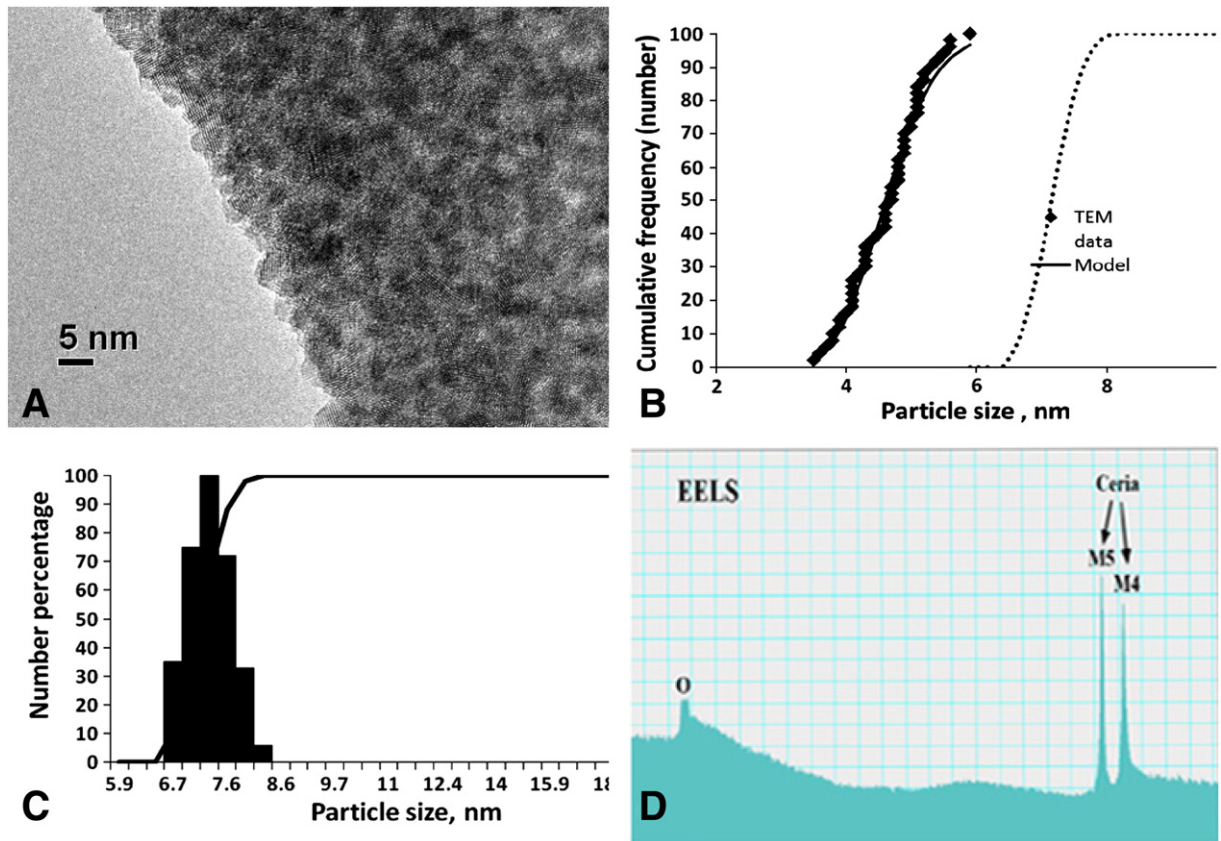 5 nm
A
Cumulative frequency (number)
100
90
80
70
60
50
40
30
20
10
0
2 4 6 8
Particle size , nm
TEM
data
Model
B
Number percentage
100
90
80
70
60
50
40
30
20
10
0
5.9 6.7 7.6 8.6 9.7 11 12.4 14 15.9 18
Particle size, nm
C
EELS
Ceria
M5
M4
O
D